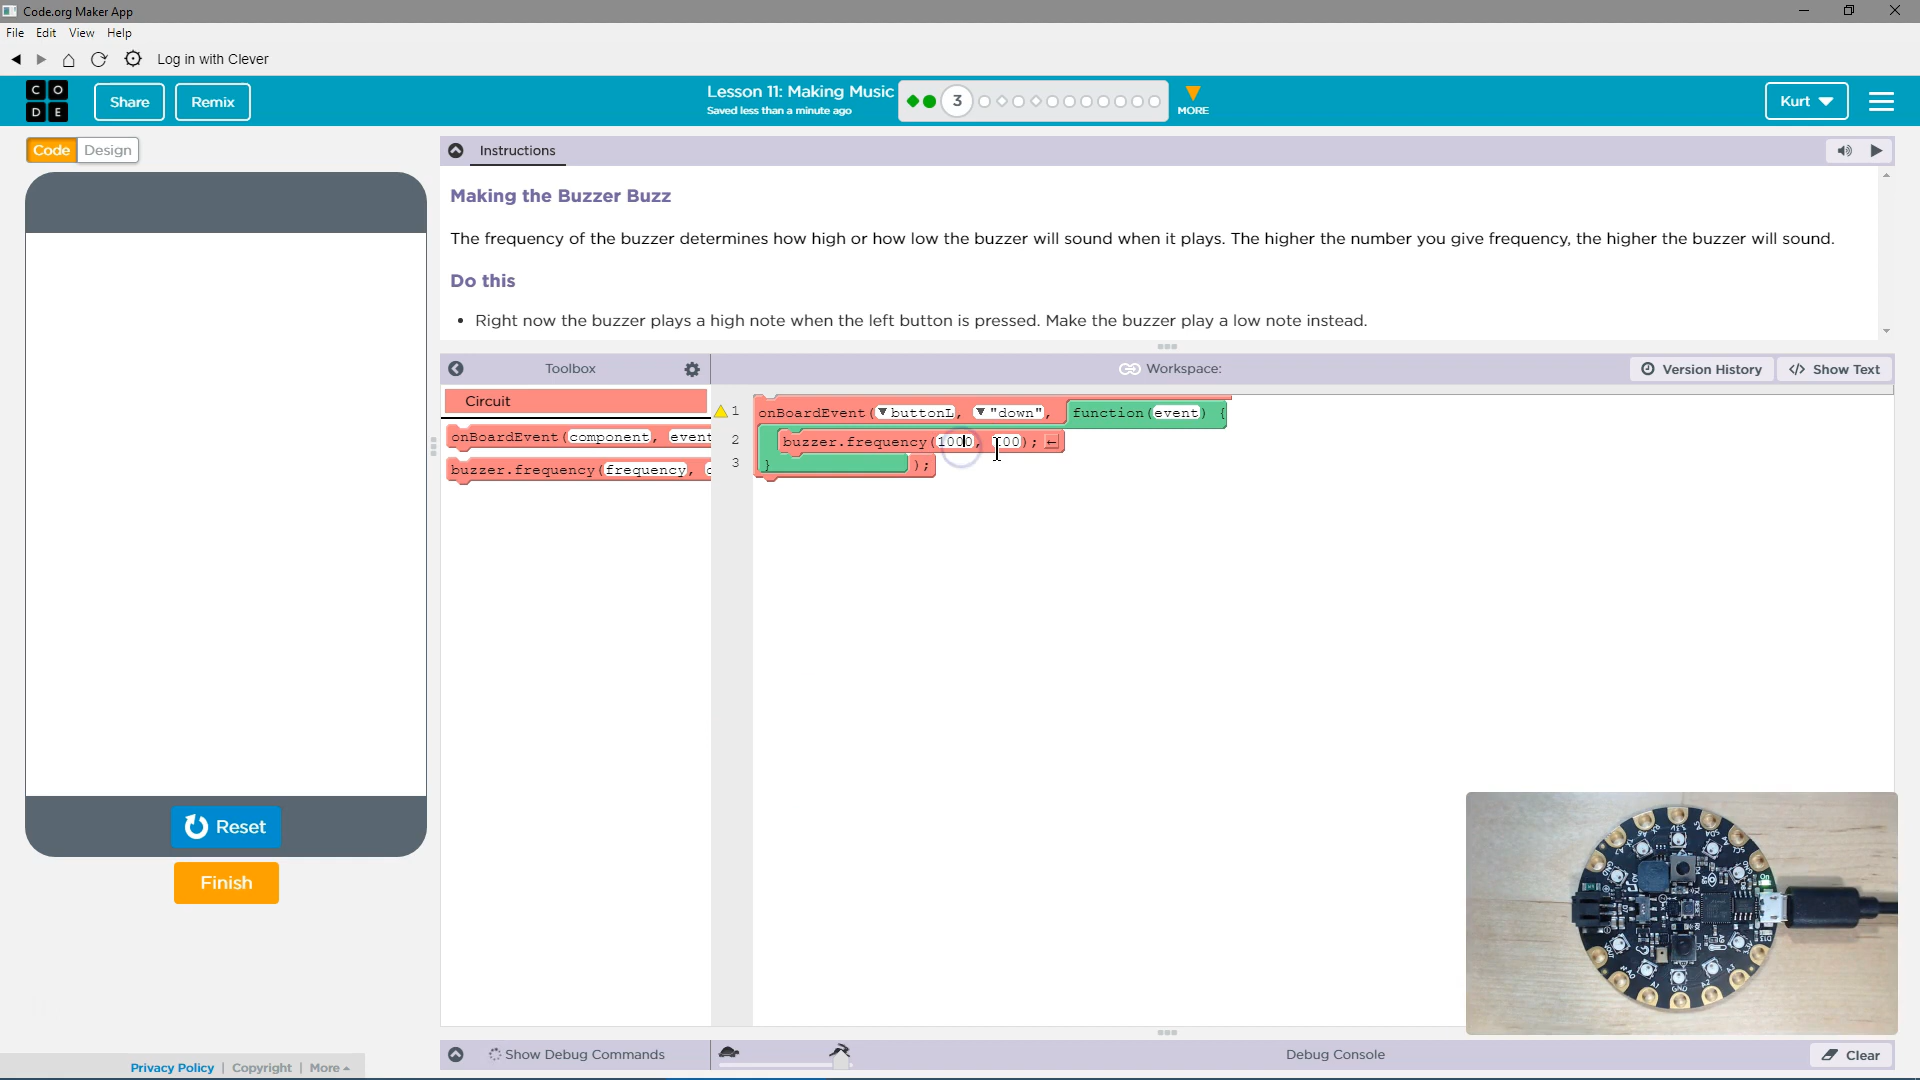 Code.org Maker App
File Edit View Help
Log in with Clever
CODE
Share
Remix
Lesson 11: Making Music
Saved less than a minute ago
3
MORE
Kurt
Code
Design
Instructions
Making the Buzzer Buzz
The frequency of the buzzer determines how high or how low the buzzer will sound when it plays. The higher the number you give frequency, the higher the buzzer will sound.
Do this
• Right now the buzzer plays a high note when the left button is pressed. Make the buzzer play a low note instead.
Toolbox
Workspace:
Version History
</> Show Text
Circuit
onBoardEvent(component, event
buzzer.frequency(frequency,
1 onBoardEvent(buttonL, "down", function(event) {
2 buzzer.frequency(1000, 00);
3 } );
Reset
Finish
Show Debug Commands
Debug Console
Clear
Privacy Policy | Copyright | More